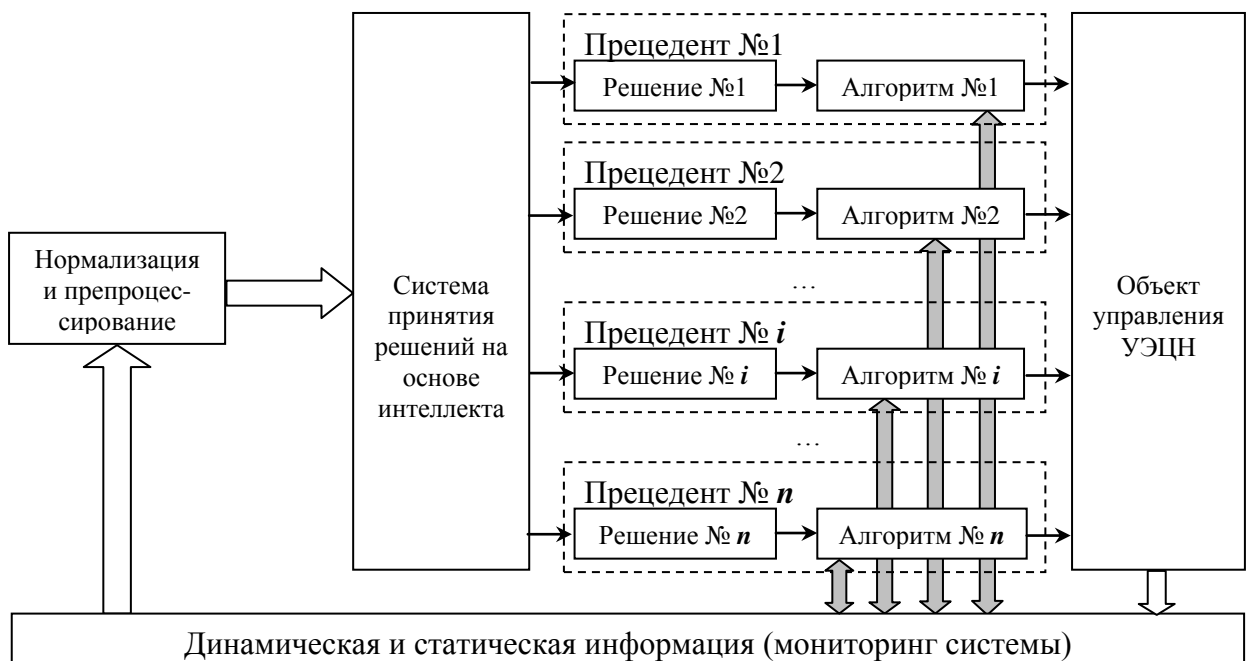 Прецедент №1
Решение №1
Алгоритм №1
Прецедент №2
Решение №2
Алгоритм №2
Нормализация
и препроцес-
сирование
Система
принятия
решений на
основе
интеллекта
...
Прецедент № i
Решение № i
Алгоритм № i
Объект
управления
УЭЦН
...
Прецедент № n
Решение № n
Алгоритм № n
Динамическая и статическая информация (мониторинг системы)